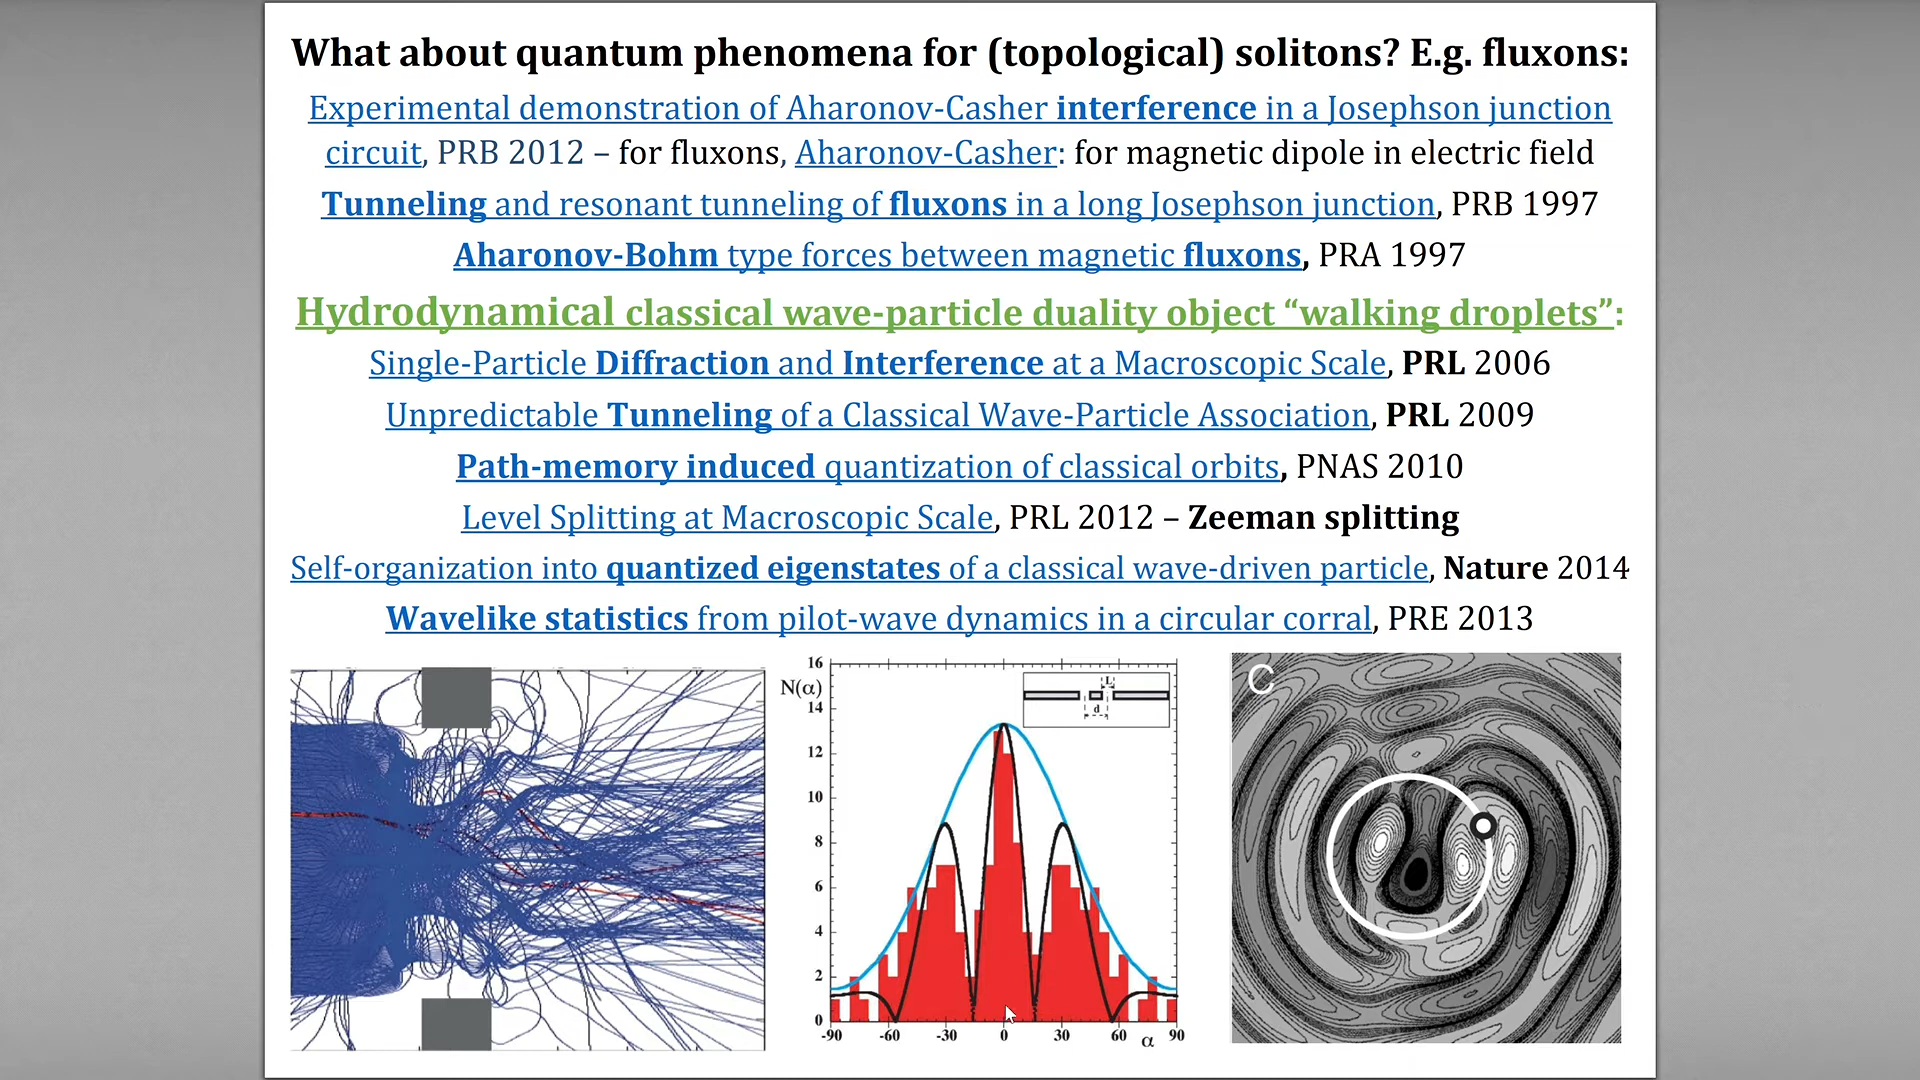 What about quantum phenomena for (topological) solitons? E.g. fluxons:
Experimental demonstration of Aharonov-Casher interference in a Josephson junction
circuit, PRB 2012 – for fluxons, Aharonov-Casher: for magnetic dipole in electric field
Tunneling and resonant tunneling of fluxons in a long Josephson junction, PRB 1997
Aharonov-Bohm type forces between magnetic fluxons, PRA 1997
Hydrodynamical classical wave-particle duality object “walking droplets”:
Single-Particle Diffraction and Interference at a Macroscopic Scale, PRL 2006
Unpredictable Tunneling of a Classical Wave-Particle Association, PRL 2009
Path-memory induced quantization of classical orbits, PNAS 2010
Level Splitting at Macroscopic Scale, PRL 2012 – Zeeman splitting
Self-organization into quantized eigenstates of a classical wave-driven particle, Nature 2014
Wavelike statistics from pilot-wave dynamics in a circular corral, PRE 2013
16
N(α)
14
12
10
8
6
4
2
0
-90 -60 -30 0 30 60 α 90
L
d
C